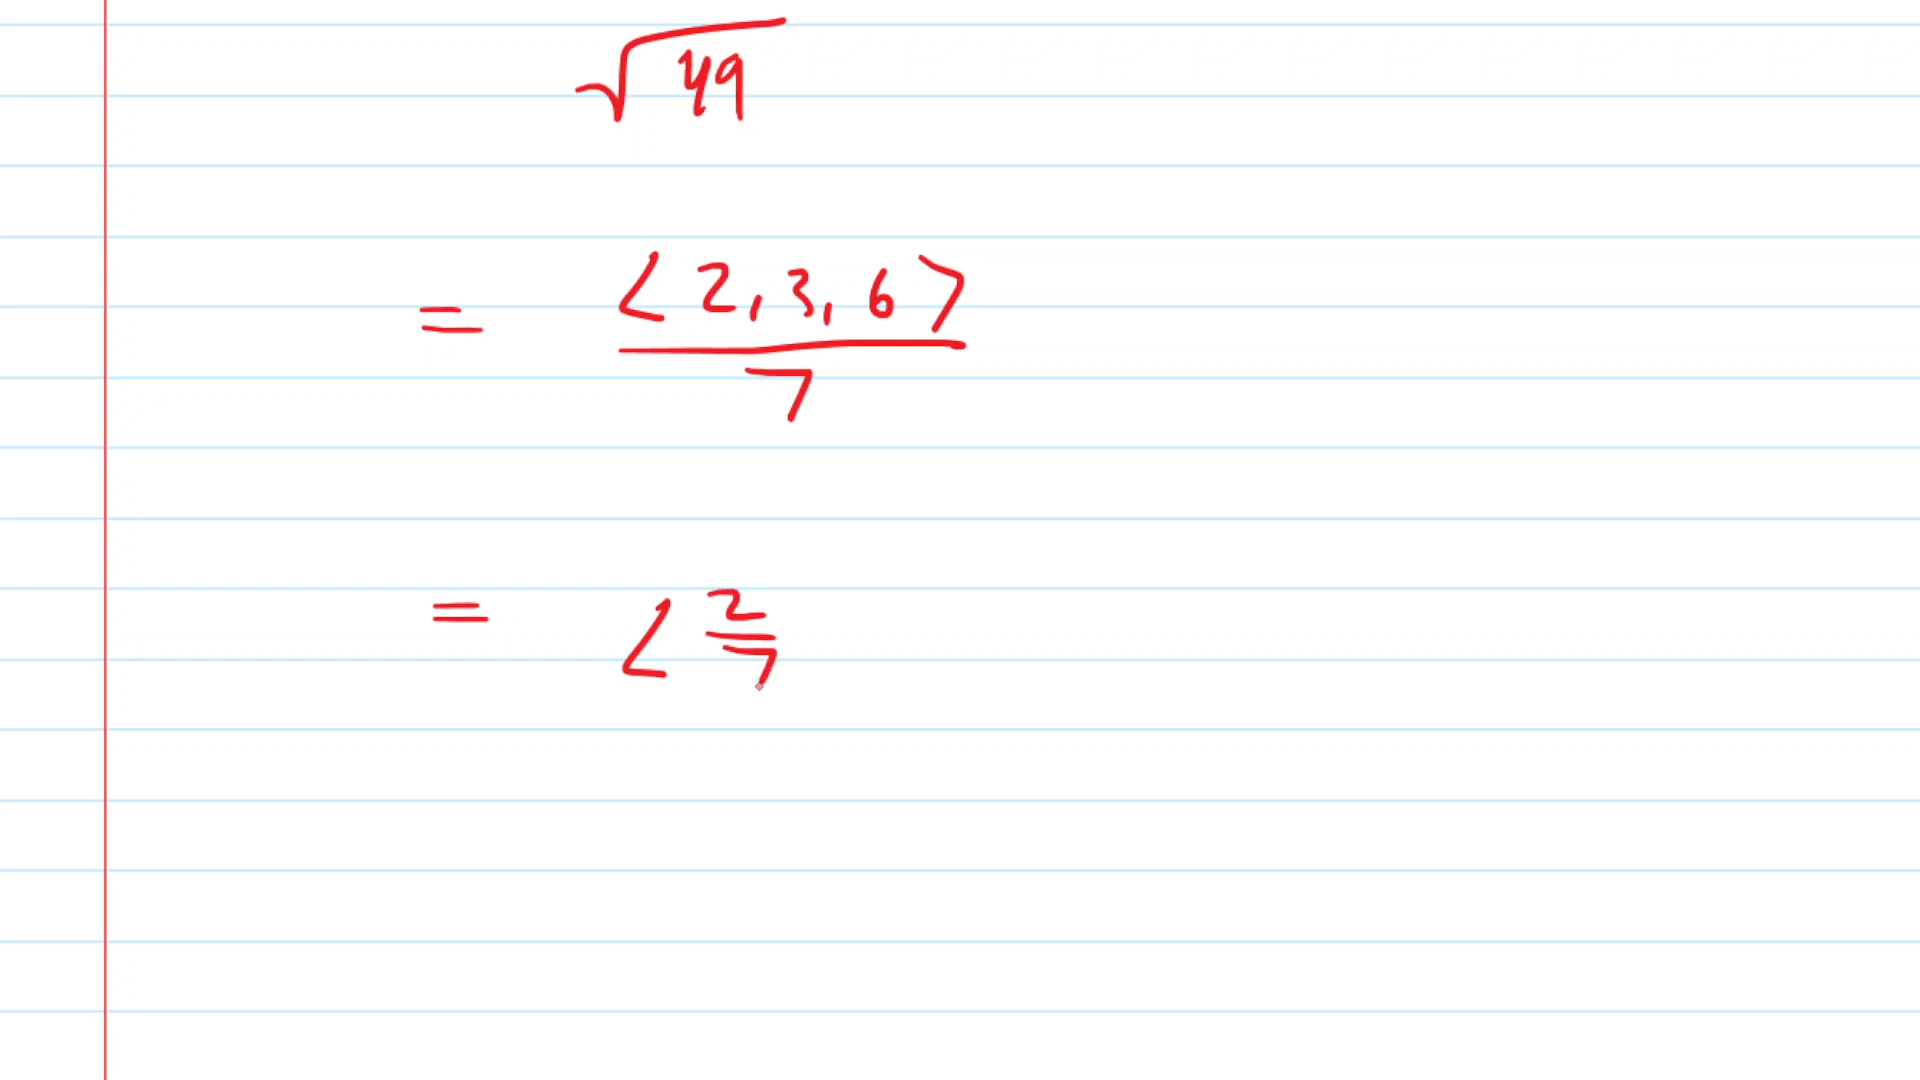 √49
= <2, 3, 6>
7
= < 2/7